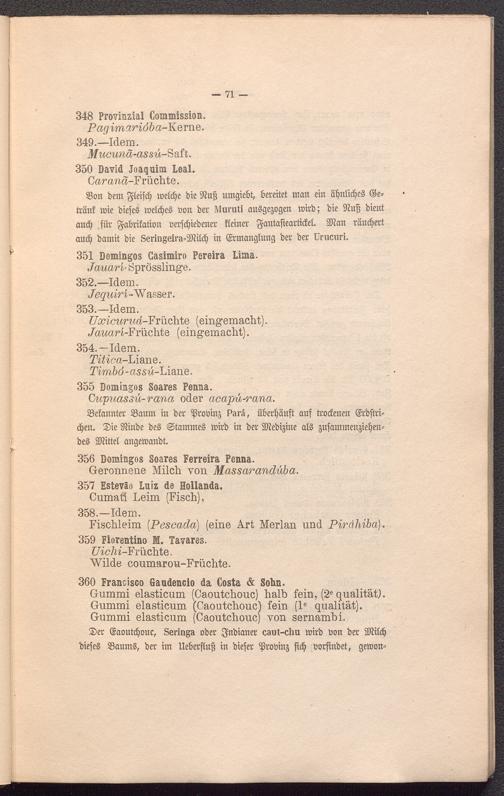 — 71 —
348 Provinzial Commission.
Pagimarióba-Kerne.
349.—Idem.
Mucunã-assú-Saft.
350 David Joaquim Leal.
Caranã-Früchte.
Von dem Fleisch welche die Nuß umgiebt, bereitet man ein ähnliches Ge-
tränk wie dieses welches von der Muruti ausgezogen wird; die Nuß dient
auch für Fabrikation verschiedener kleiner Fantasieartickel. Man räuchert
auch damit die Seringeira-Milch in Ermanglung der der Urucuri.
351 Domingos Casimiro Pereira Lima.
Jauari-Sprösslinge.
352.—Idem.
Jequiri-Wasser.
353.—Idem.
Uxicuruá-Früchte (eingemacht).
Jauari-Früchte (eingemacht).
354.—Idem.
Titica-Liane.
Timbó-assú-Liane.
355 Domingos Soares Penna.
Cupuassú-rana oder acapú-rana.
Bekannter Baum in der Provinz Pará, überhäuft auf trockenen Erdstri-
chen. Die Rinde des Stammes wird in der Medizine als zusammenziehen-
des Mittel angewandt.
356 Domingos Soares Ferreira Penna.
Geronnene Milch von Massarandúba.
357 Estevão Luiz de Hollanda.
Cumatí Leim (Fisch),
358.—Idem.
Fischleim (Pescada) (eine Art Merlan und Piráhiba).
359 Florentino M. Tavares.
Uichi-Früchte.
Wilde coumarou-Früchte.
360 Francisco Gaudencio da Costa & Sohn.
Gummi elasticum (Caoutchouc) halb fein, (2e qualität).
Gummi elasticum (Caoutchouc) fein (1e qualität).
Gummi elasticum (Caoutchouc) von sernambí.
Der Caoutchouc, Seringa oder Indianer caut-chu wird von der Milch
dieses Baums, der im Ueberfluß in dieser Provinz sich vorfindet, gewon-